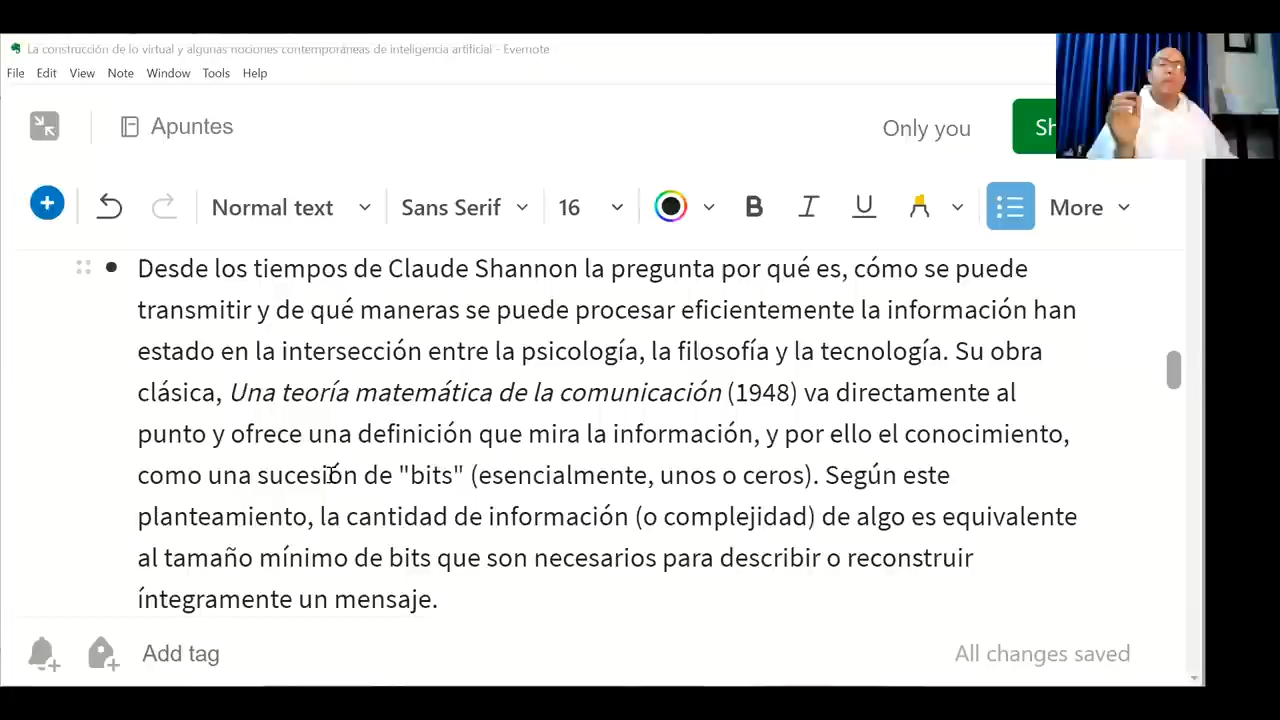 La construcción de lo virtual y algunas nociones contemporáneas de inteligencia artificial - Evernote
File Edit View Note Window Tools Help
Apuntes
Only you
Sh
Normal text
Sans Serif
16
B I U
More
Desde los tiempos de Claude Shannon la pregunta por qué es, cómo se puede
transmitir y de qué maneras se puede procesar eficientemente la información han
estado en la intersección entre la psicología, la filosofía y la tecnología. Su obra
clásica, Una teoría matemática de la comunicación (1948) va directamente al
punto y ofrece una definición que mira la información, y por ello el conocimiento,
como una sucesión de "bits" (esencialmente, unos o ceros). Según este
planteamiento, la cantidad de información (o complejidad) de algo es equivalente
al tamaño mínimo de bits que son necesarios para describir o reconstruir
íntegramente un mensaje.
Add tag
All changes saved